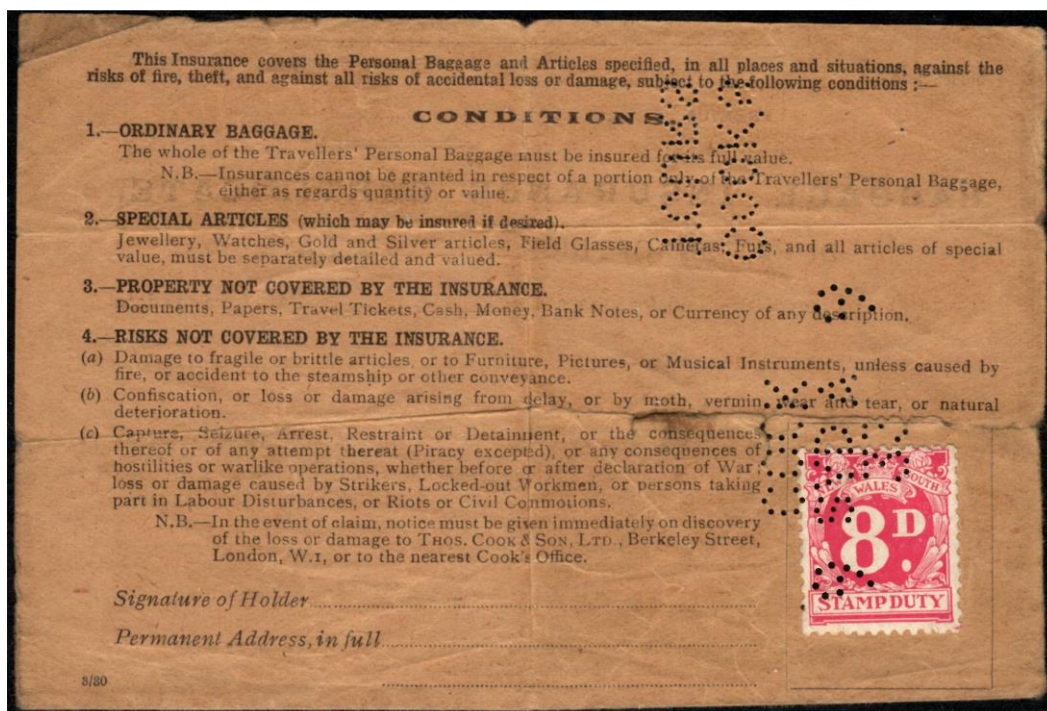 This Insurance covers the Personal Baggage and Articles specified, in all places and situations, against the
risks of fire, theft, and against all risks of accidental loss or damage, subject to the following conditions :—
CONDITIONS.
1.—ORDINARY BAGGAGE.
The whole of the Travellers' Personal Baggage must be insured for its full value.
N.B.—Insurances cannot be granted in respect of a portion only of the Travellers' Personal Baggage,
either as regards quantity or value.
2.—SPECIAL ARTICLES (which may be insured if desired).
Jewellery, Watches, Gold and Silver articles, Field Glasses, Cameras, Furs, and all articles of special
value, must be separately detailed and valued.
3.—PROPERTY NOT COVERED BY THE INSURANCE.
Documents, Papers, Travel Tickets, Cash, Money, Bank Notes, or Currency of any description.
4.—RISKS NOT COVERED BY THE INSURANCE.
(a) Damage to fragile or brittle articles, or to Furniture, Pictures, or Musical Instruments, unless caused by
fire, or accident to the steamship or other conveyance.
(b) Confiscation, or loss or damage arising from delay, or by moth, vermin, wear and tear, or natural
deterioration.
(c) Capture, Seizure, Arrest, Restraint or Detainment, or the consequences
thereof or of any attempt thereat (Piracy excepted), or any consequences of
hostilities or warlike operations, whether before or after declaration of War;
loss or damage caused by Strikers, Locked-out Workmen, or persons taking
part in Labour Disturbances, or Riots or Civil Commotions.
N.B.—In the event of claim, notice must be given immediately on discovery
of the loss or damage to THOS. COOK & SON, LTD., Berkeley Street,
London, W.1, or to the nearest Cook's Office.
NEW SOUTH WALES
8D.
STAMP DUTY
Signature of Holder
Permanent Address, in full
3/30